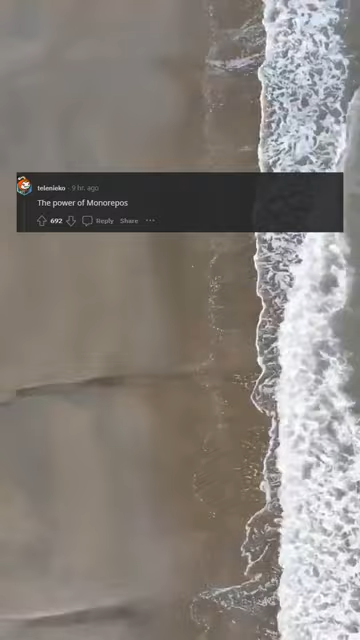 telenieko · 9 hr. ago
The power of Monorepos
692 Reply Share ···